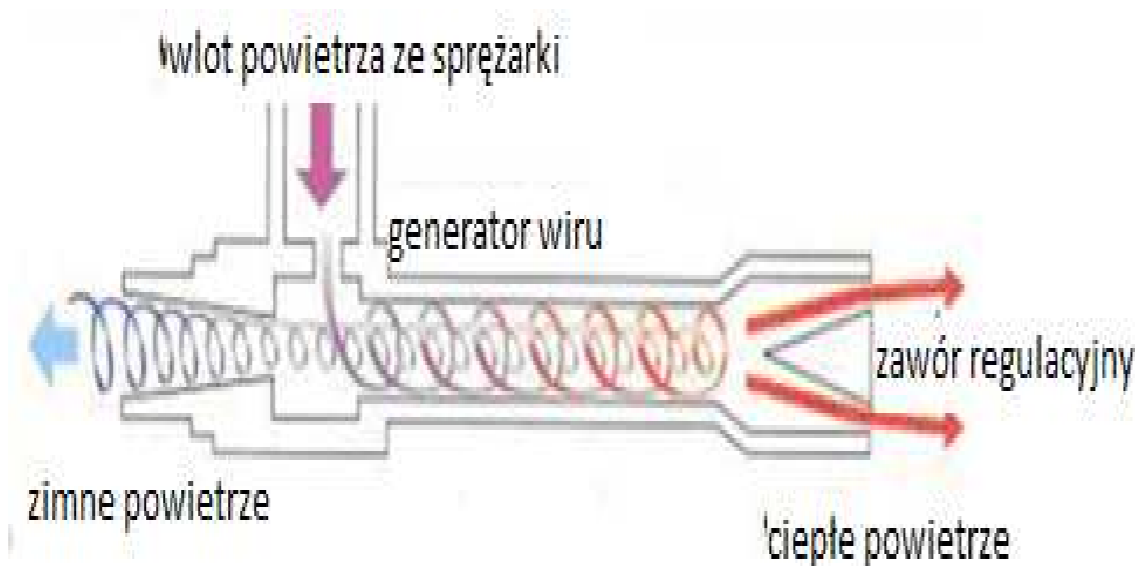 wlot powietrza ze sprężarki
generator wiru
zawór regulacyjny
zimne powietrze
ciepłe powietrze